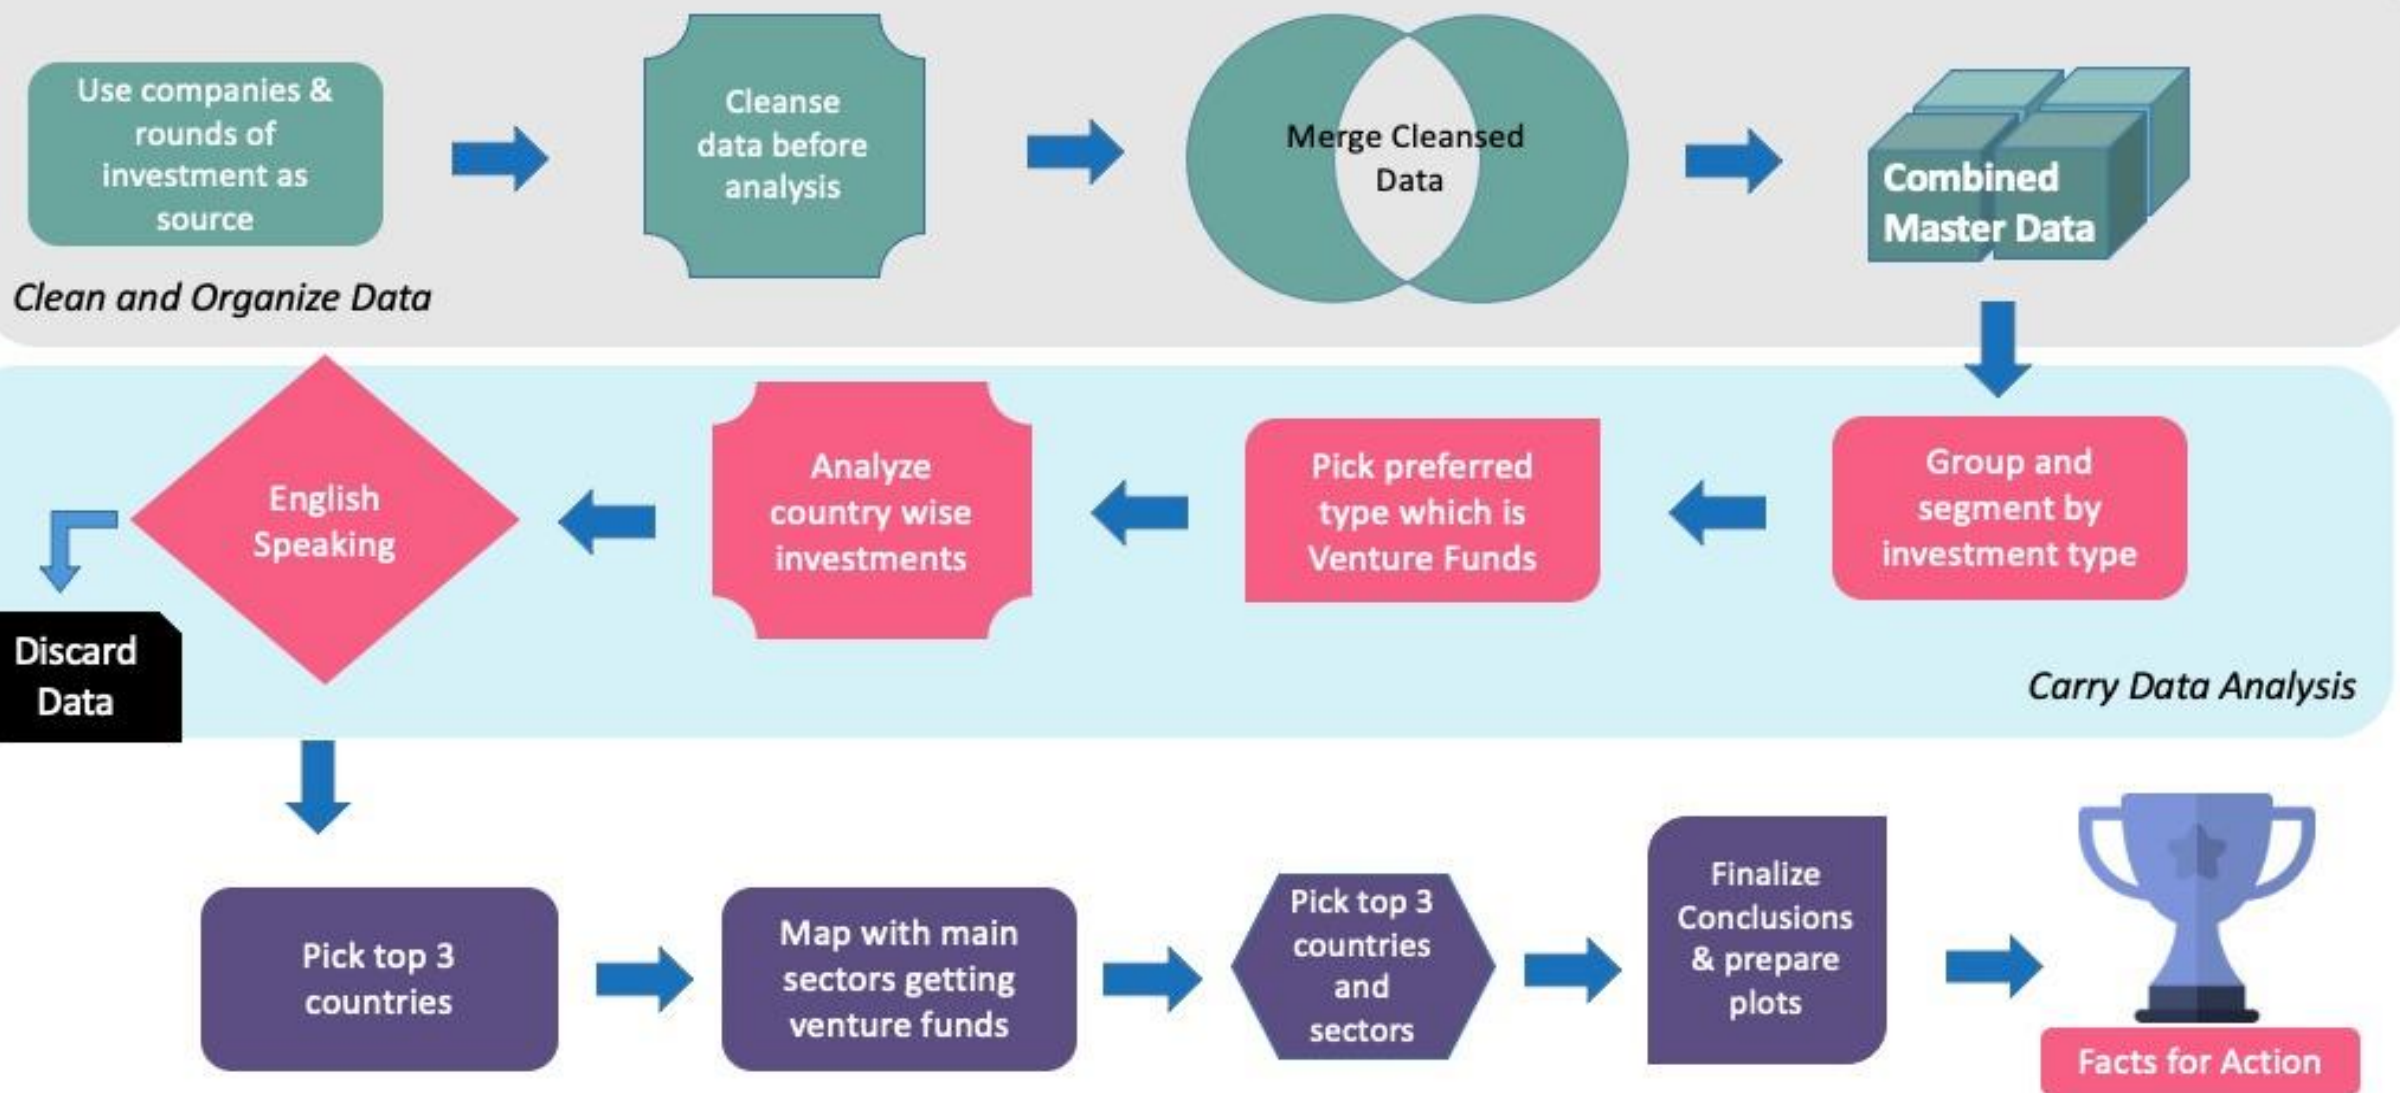 Use companies &
rounds of
investment as
source
Cleanse
data before
analysis
Merge Cleansed
Data
Combined
Master Data
Clean and Organize Data
Group and
segment by
investment type
Pick preferred
type which is
Venture Funds
Analyze
country wise
investments
English
Speaking
Discard
Data
Carry Data Analysis
Pick top 3
countries
Map with main
sectors getting
venture funds
Pick top 3
countries
and
sectors
Finalize
Conclusions
& prepare
plots
Facts for Action